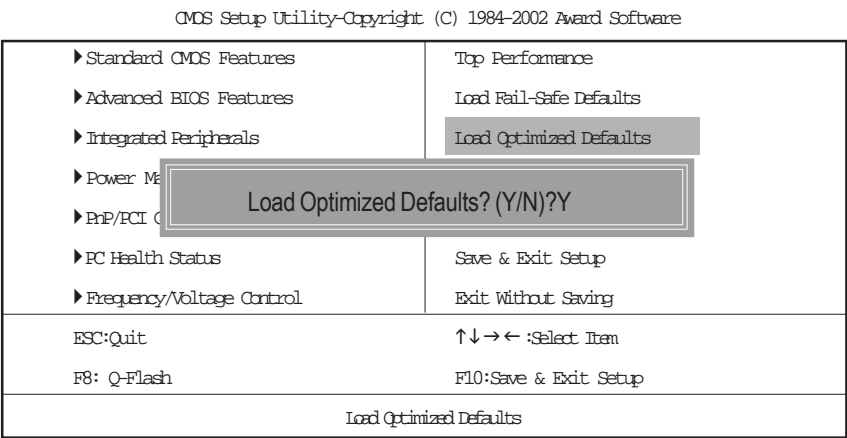 CMOS Setup Utility-Copyright (C) 1984-2002 Award Software
▶Standard CMOS Features
▶Advanced BIOS Features
▶Integrated Peripherals
▶Power
▶PnP/PCI
▶PC Health Status
▶Frequency/Voltage Control
Top Performance
Load Fail-Safe Defaults
Load Optimized Defaults
Save & Exit Setup
Exit Without Saving
Load Optimized Defaults? (Y/N)?Y
ESC:Quit
↑↓→←:Select Item
F8: Q-Flash
F10:Save & Exit Setup
Load Optimized Defaults